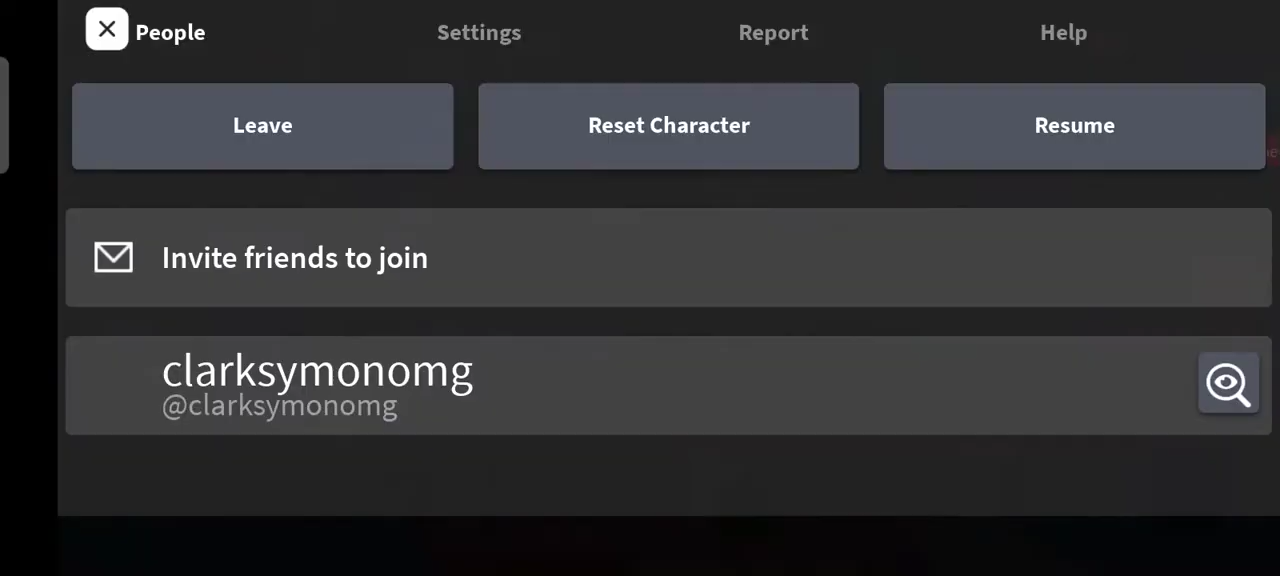 People
Settings
Report
Help
Leave
Reset Character
Resume
Invite friends to join
clarksymonomg
@clarksymonomg